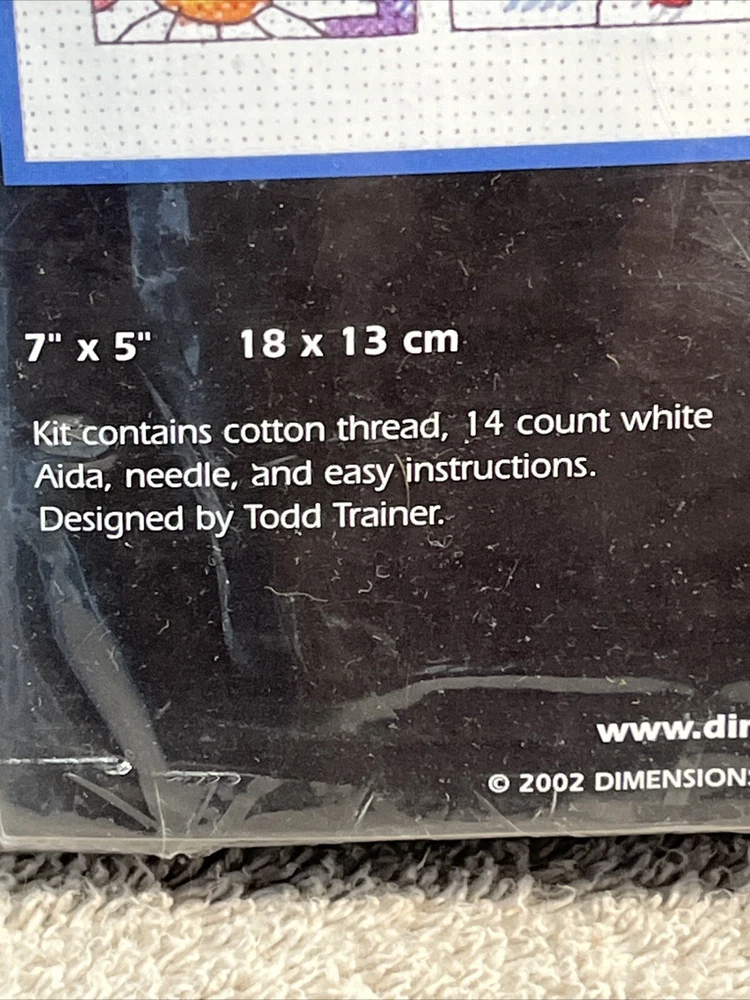 7" x 5" 18 x 13 cm
Kit contains cotton thread, 14 count white
Aida, needle, and easy instructions.
Designed by Todd Trainer.
www.dim
© 2002 DIMENSIONS